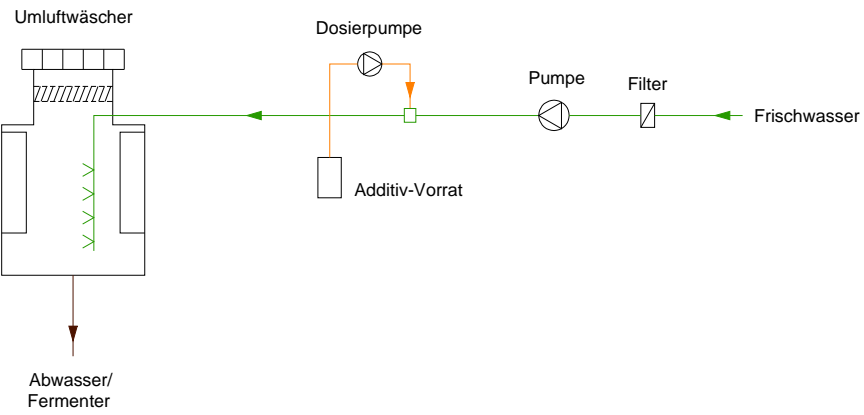 Umluftwäscher
Dosierpumpe
Pumpe
Filter
Frischwasser
Additiv-Vorrat
Abwasser/
Fermenter